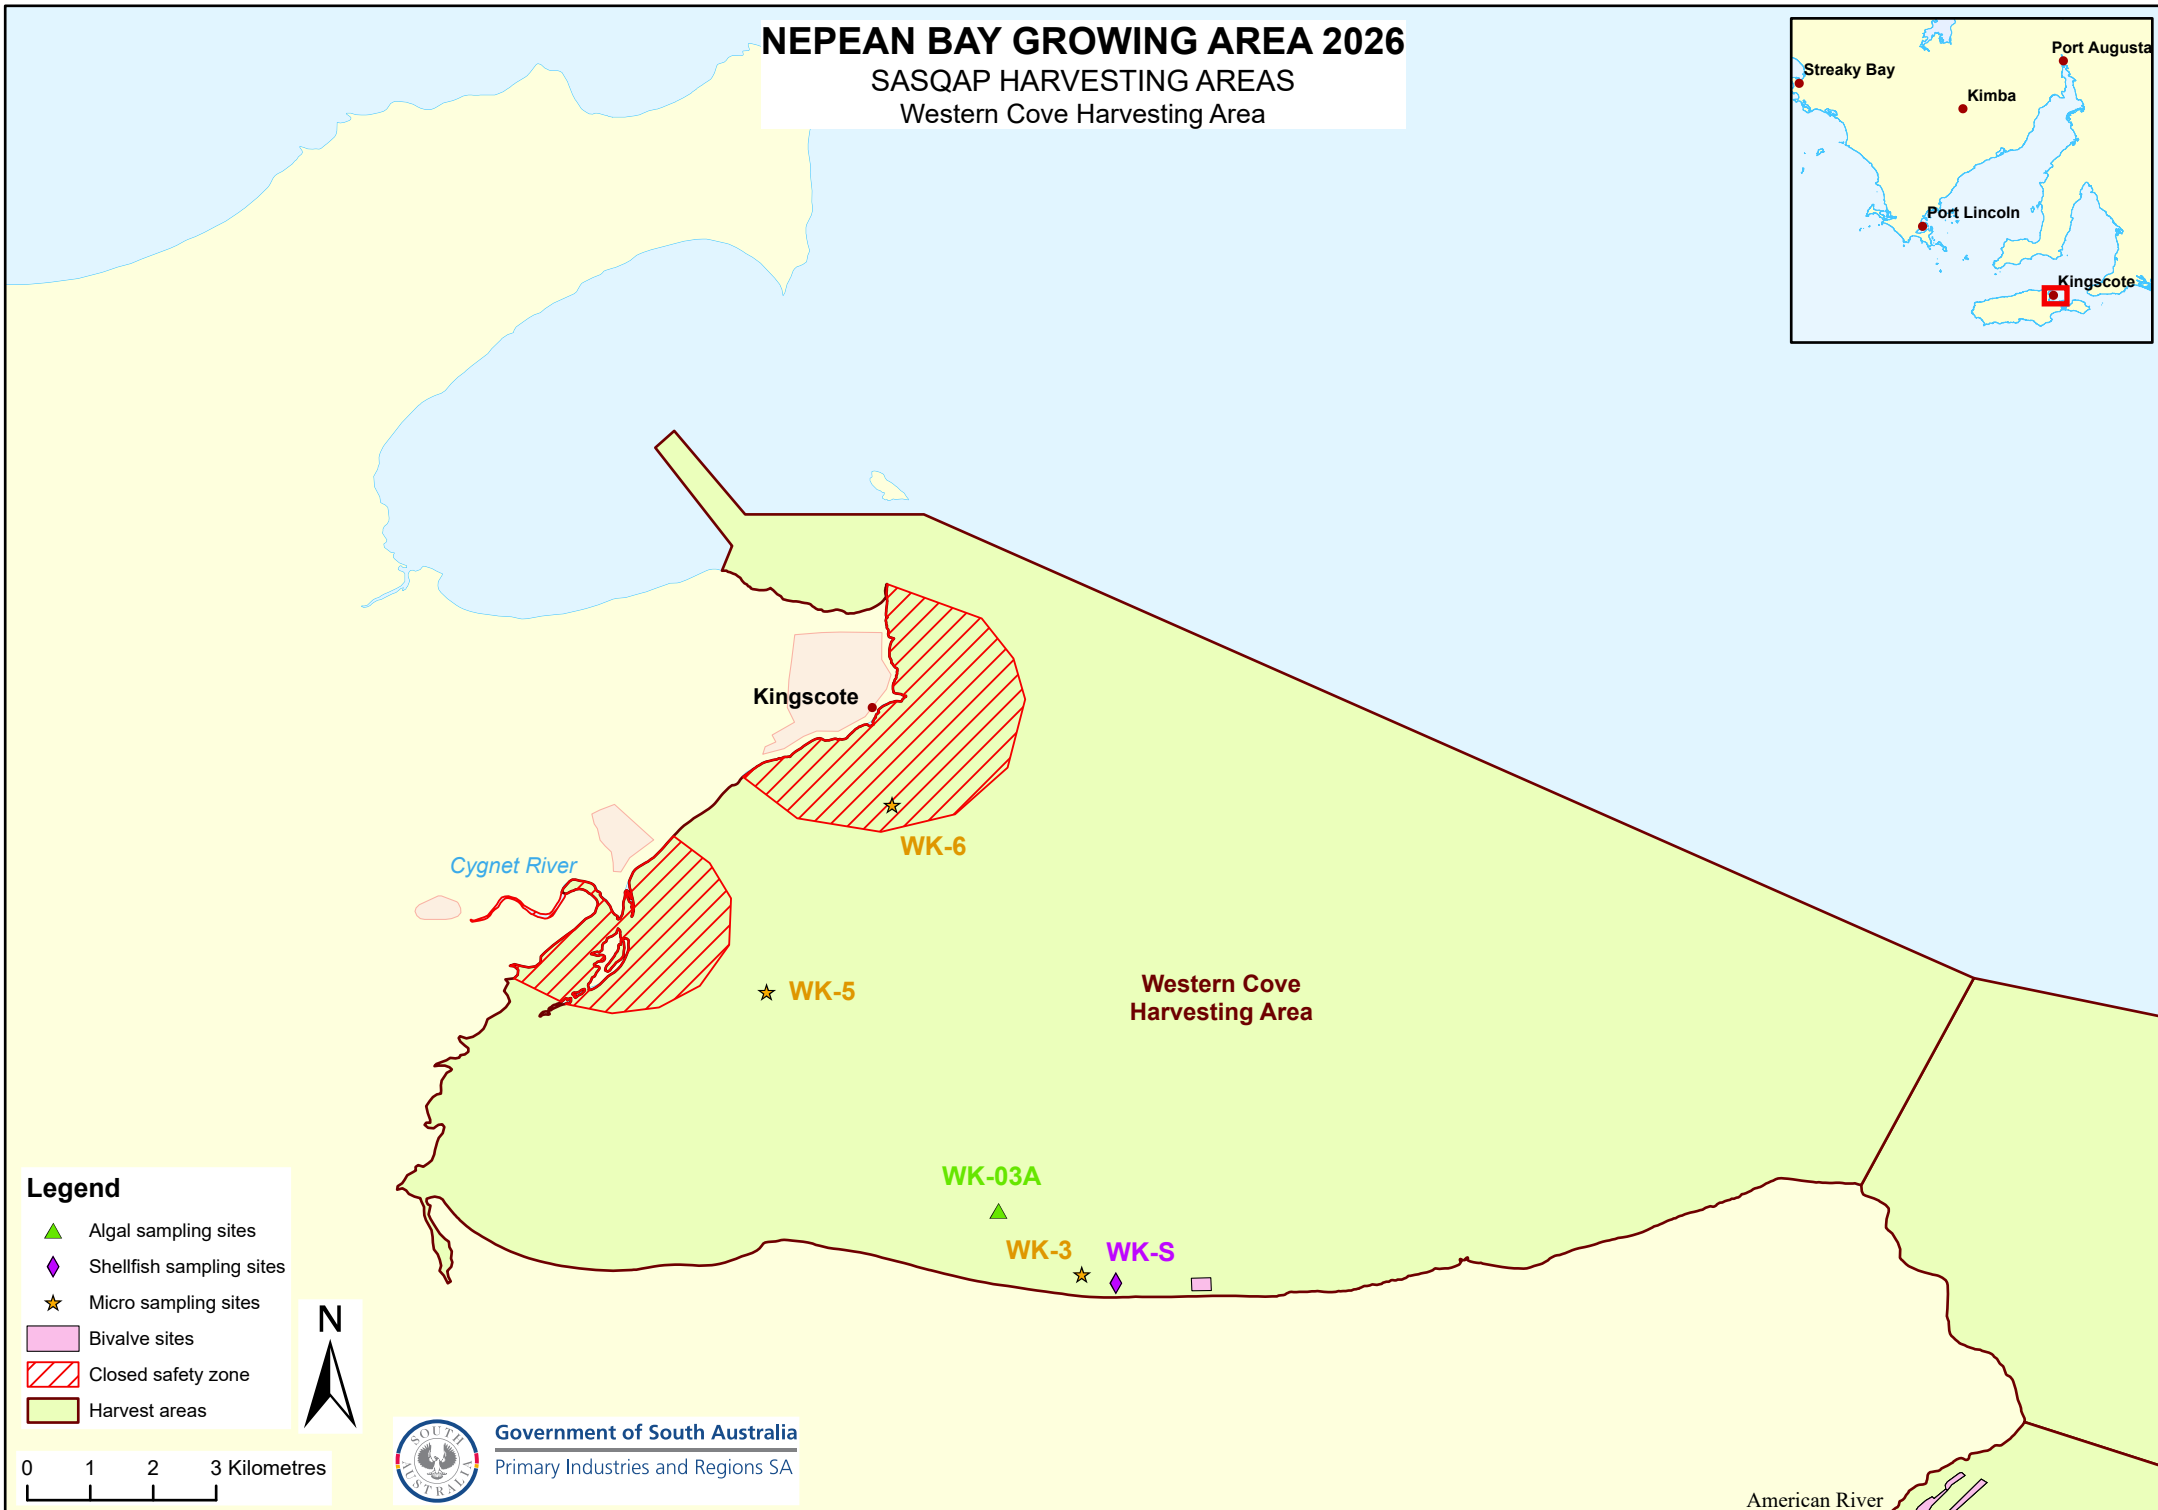 NEPEAN BAY GROWING AREA 2026
SASQAP HARVESTING AREAS
Western Cove Harvesting Area
Port Augusta
Streaky Bay
Kimba
Port Lincoln
Kingscote
Kingscote
WK-6
Cygnet River
WK-5
Western Cove
Harvesting Area
WK-03A
WK-3
WK-S
Legend
Algal sampling sites
Shellfish sampling sites
Micro sampling sites
Bivalve sites
Closed safety zone
Harvest areas
N
0 1 2 3 Kilometres
SOUTH
AUSTRALIA
Government of South Australia
Primary Industries and Regions SA
American River